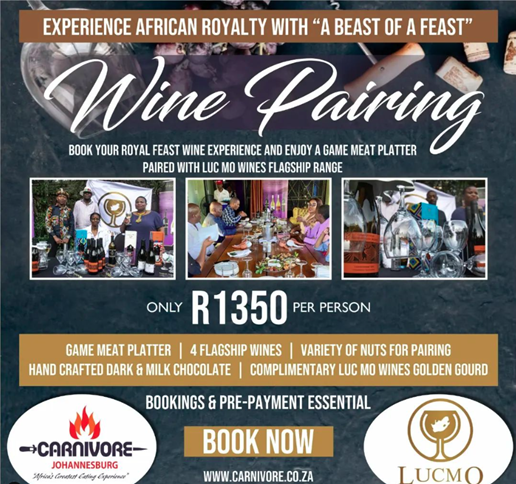 EXPERIENCE AFRICAN ROYALTY WITH “A BEAST OF A FEAST”
Wine Pairing
BOOK YOUR ROYAL FEAST WINE EXPERIENCE AND ENJOY A GAME MEAT PLATTER
PAIRED WITH LUC MO WINES FLAGSHIP RANGE
ONLY R1350 PER PERSON
GAME MEAT PLATTER | 4 FLAGSHIP WINES | VARIETY OF NUTS FOR PAIRING
HAND CRAFTED DARK & MILK CHOCOLATE | COMPLIMENTARY LUC MO WINES GOLDEN GOURD
BOOKINGS & PRE-PAYMENT ESSENTIAL
CARNIVORE
JOHANNESBURG
"Africa's Greatest Eating Experience"
BOOK NOW
WWW.CARNIVORE.CO.ZA
LUCMO